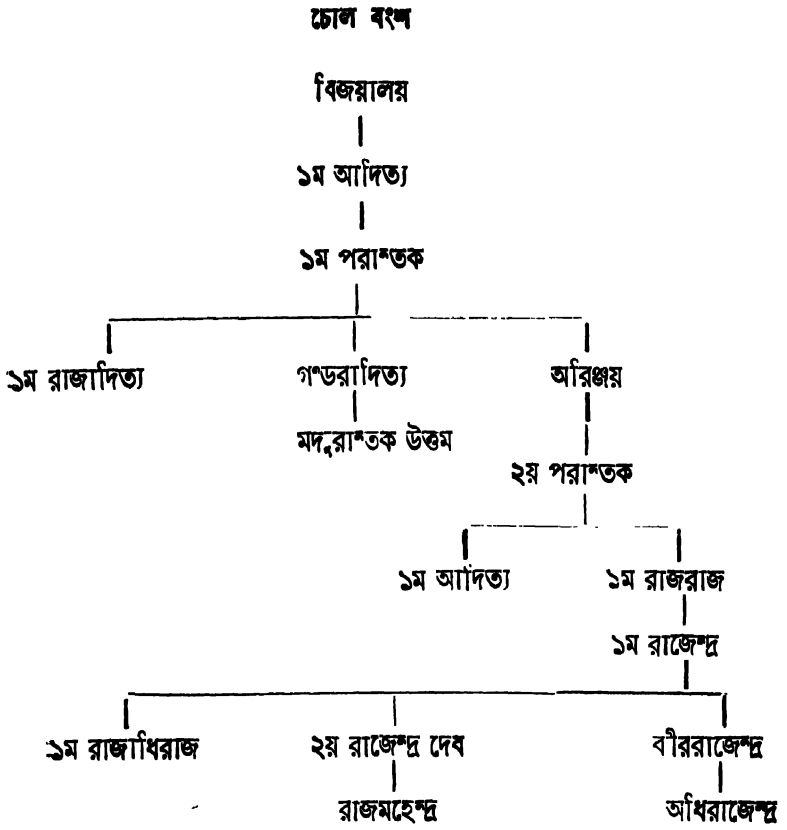 চোল বংশ
বিজয়ালয়
১ম আদিত্য
১ম পরান্তক
১ম রাজাদিত্য গন্ডরাদিত্য অরিঞ্জয়
মদুরান্তক উত্তম
২য় পরান্তক
১ম আদিত্য ১ম রাজরাজ
১ম রাজেন্দ্র
১ম রাজাধিরাজ ২য় রাজেন্দ্র দেব বীররাজেন্দ্র
রাজমহেন্দ্র অধিরাজেন্দ্র